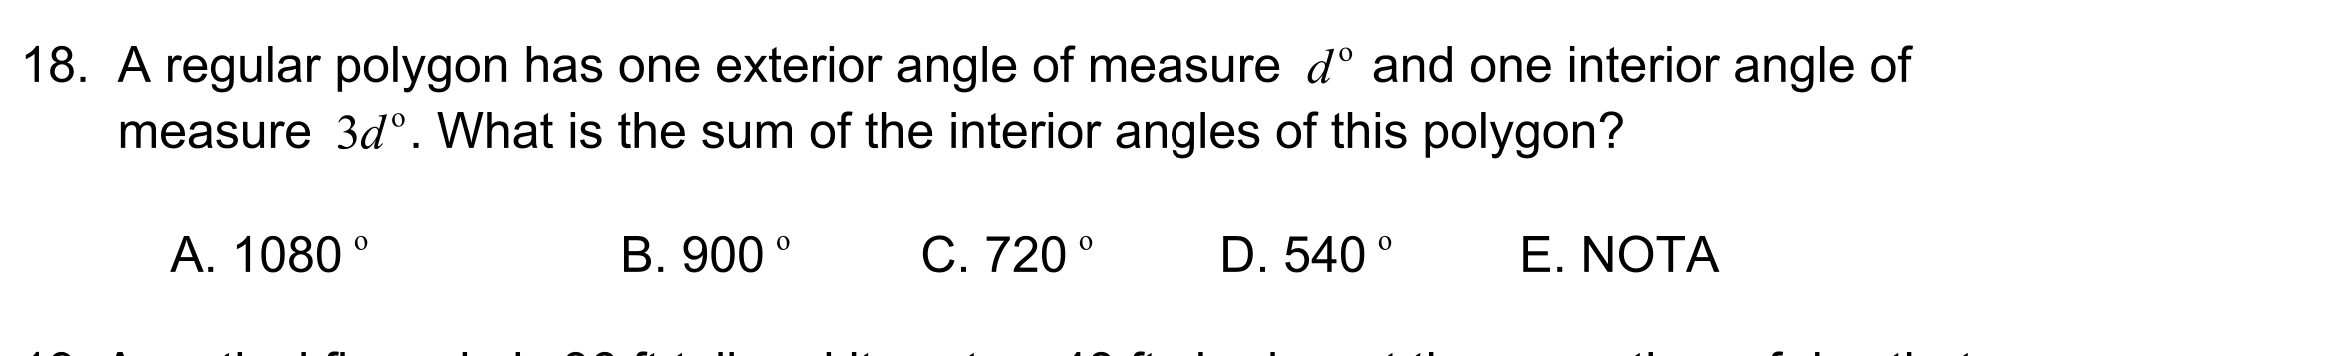 18. A regular polygon has one exterior angle of measure d° and one interior angle of
measure 3d°. What is the sum of the interior angles of this polygon?
A. 1080° B. 900° C. 720° D. 540° E. NOTA